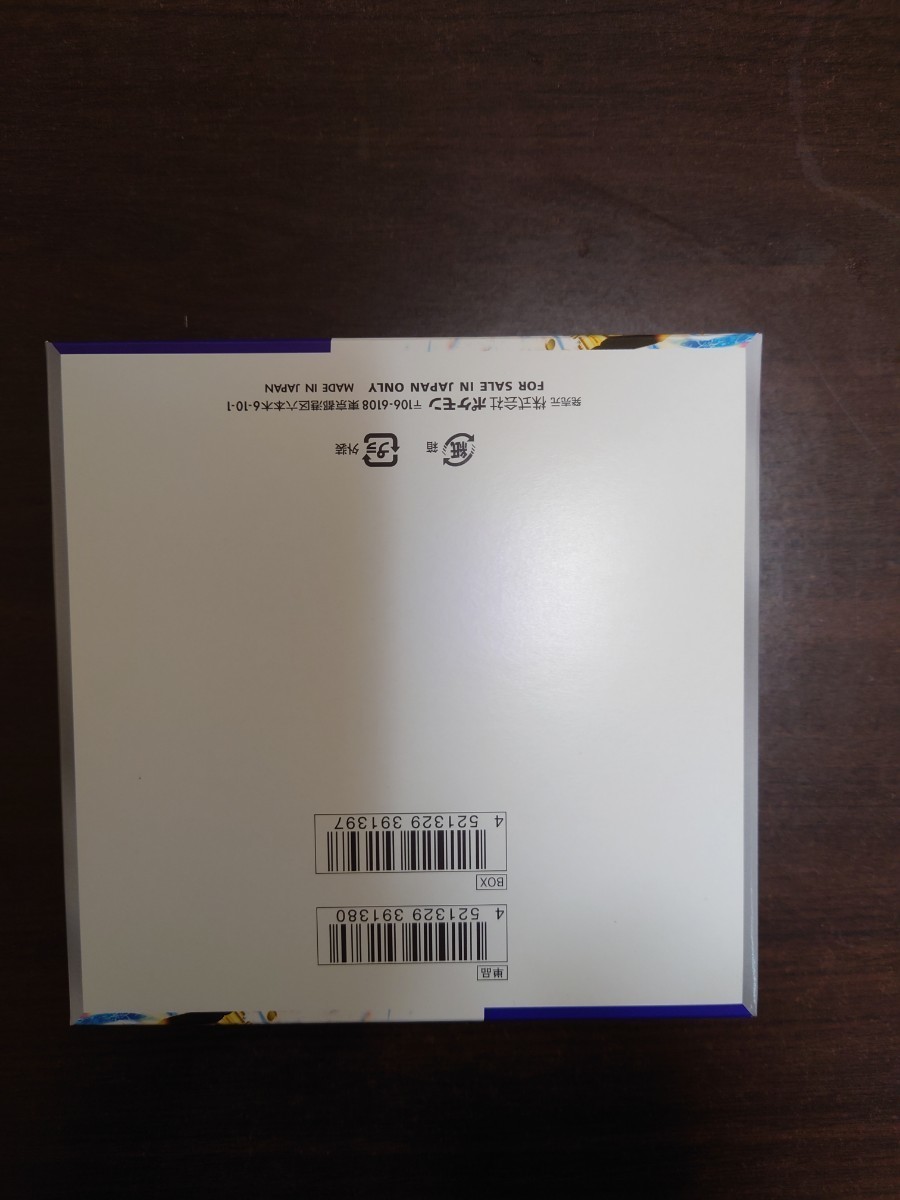 単品
4 521329 391380
BOX
4 521329 391397
紙 箱 プラ 外装
発売元 株式会社ポケモン 〒106-6108 東京都港区六本木6-10-1
FOR SALE IN JAPAN ONLY MADE IN JAPAN